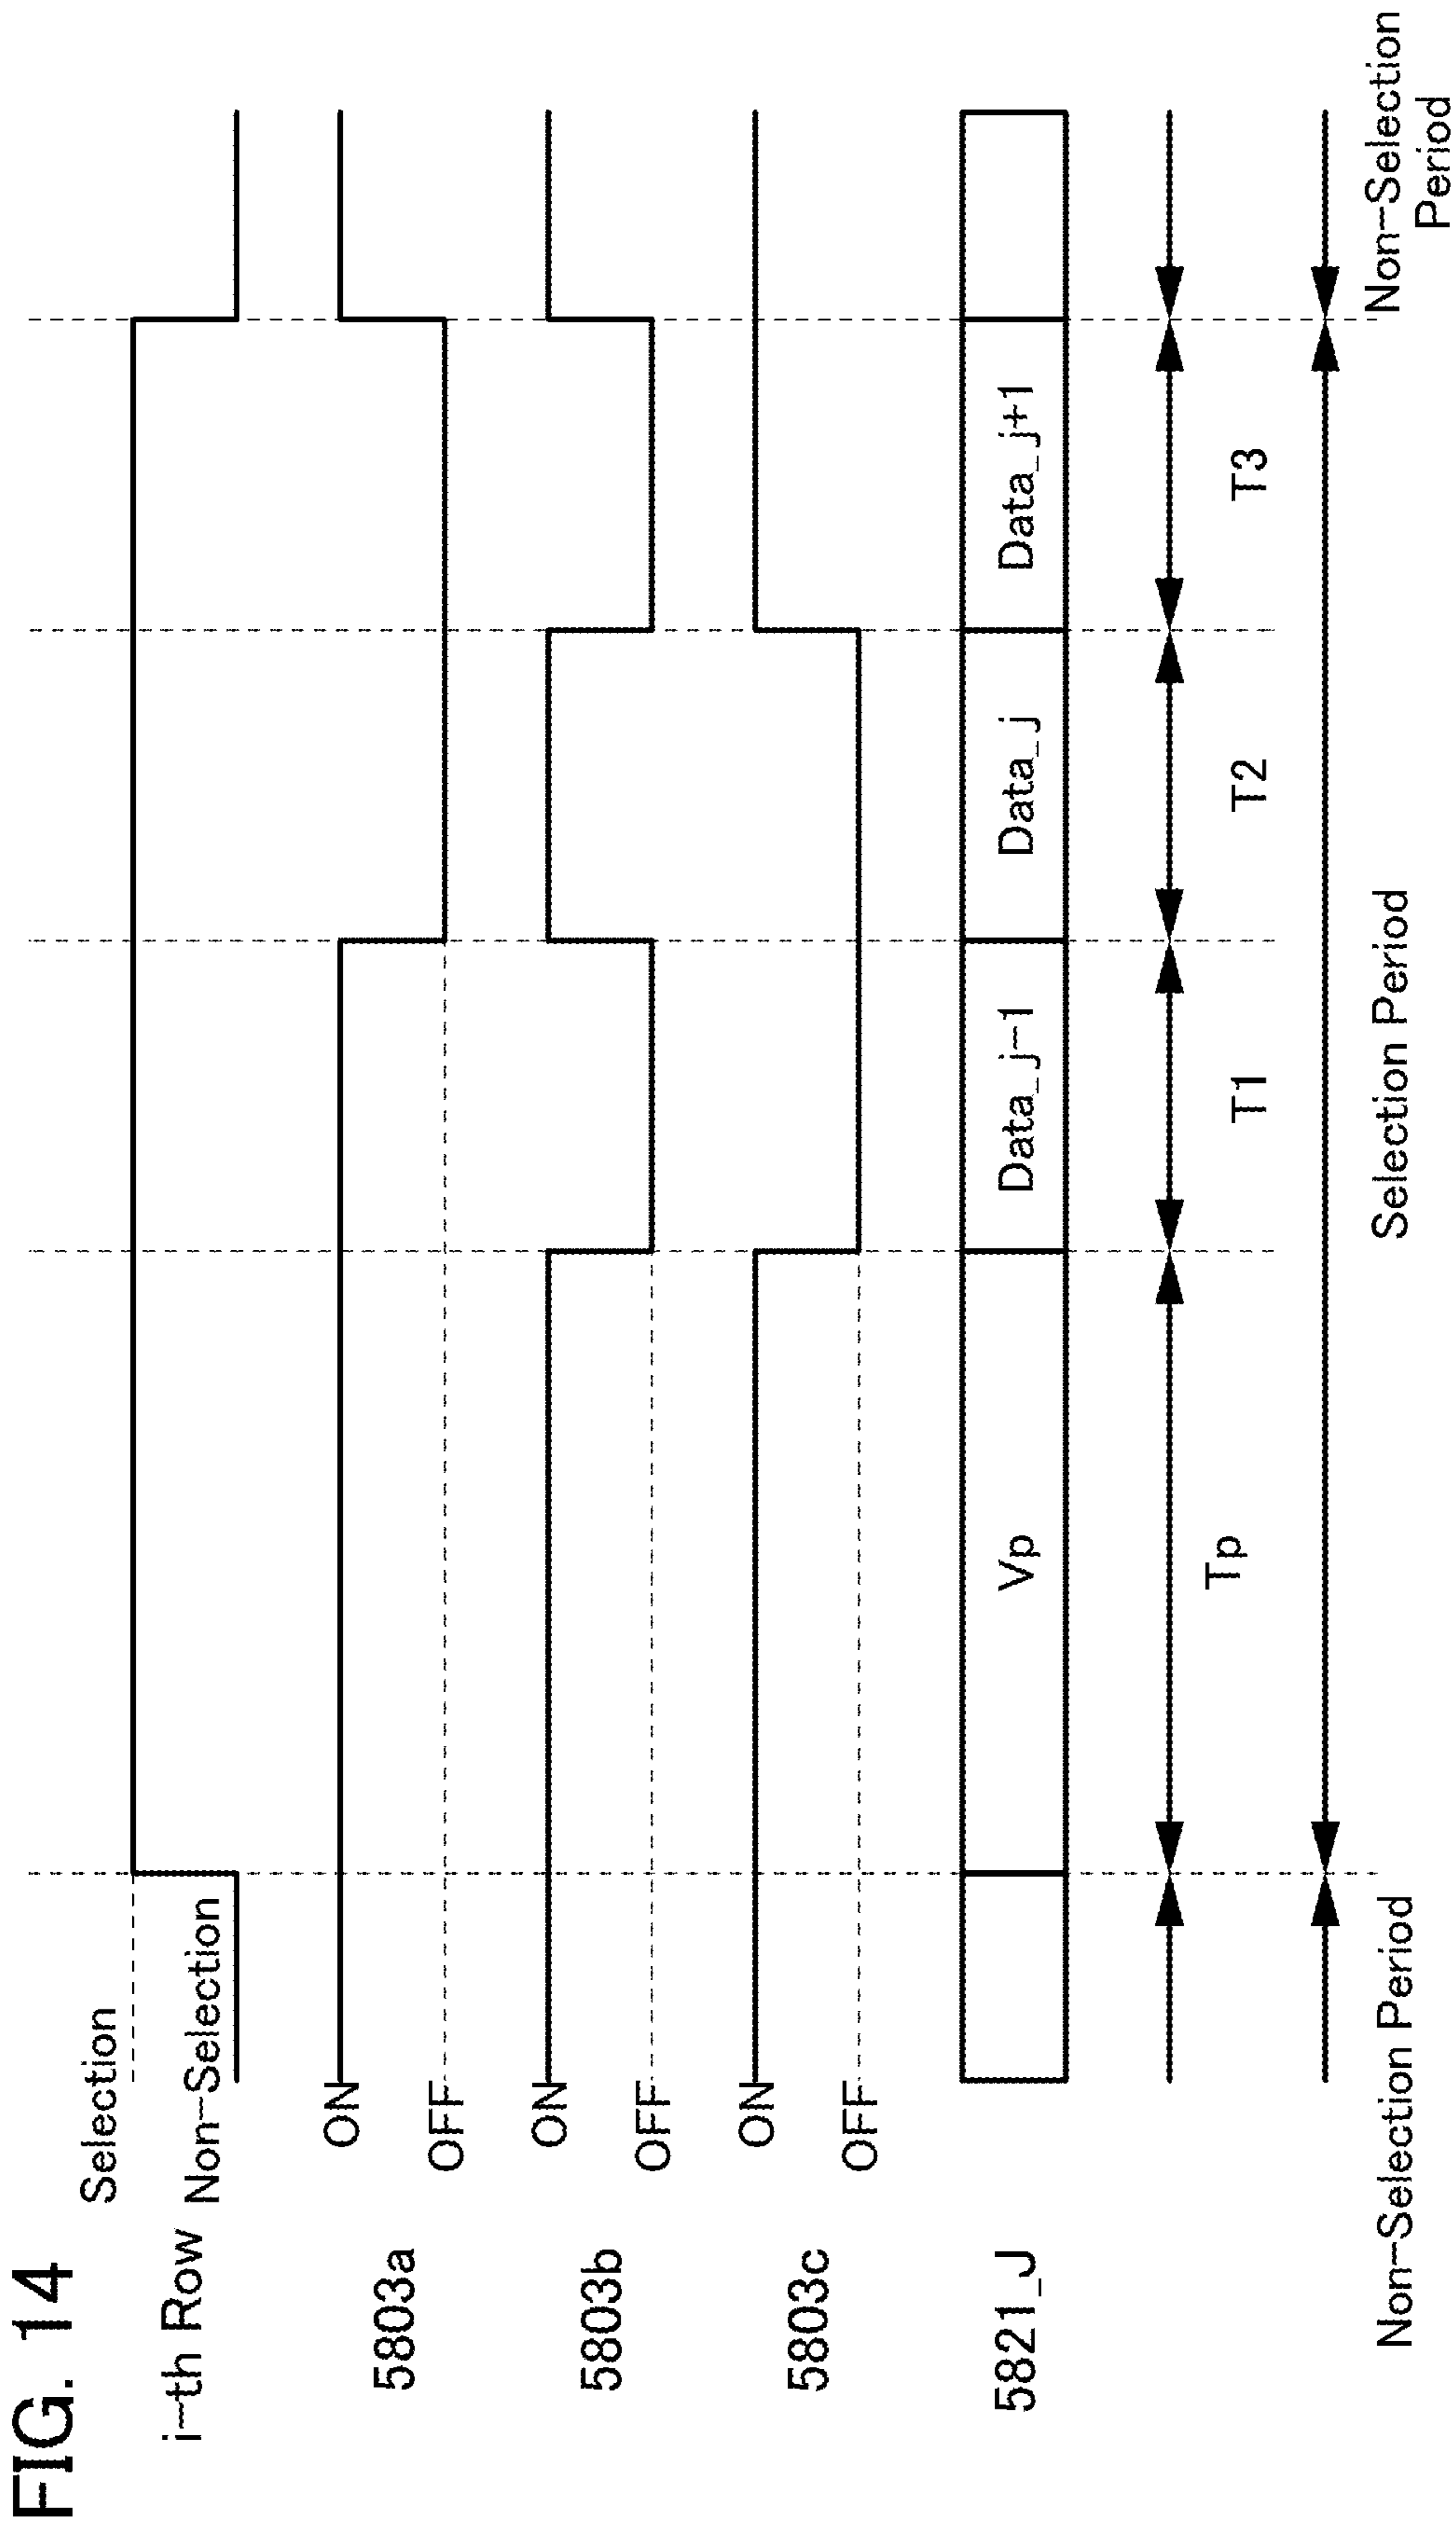 FIG. 14
Selection
i-th Row Non-Selection
5803a
ON
OFF
5803b
ON
OFF
5803c
ON
OFF
5821_J
Vp
Data_j-1
Data_j
Data_j+1
Tp
T1
T2
T3
Non-Selection Period
Selection Period
Non-Selection
Period